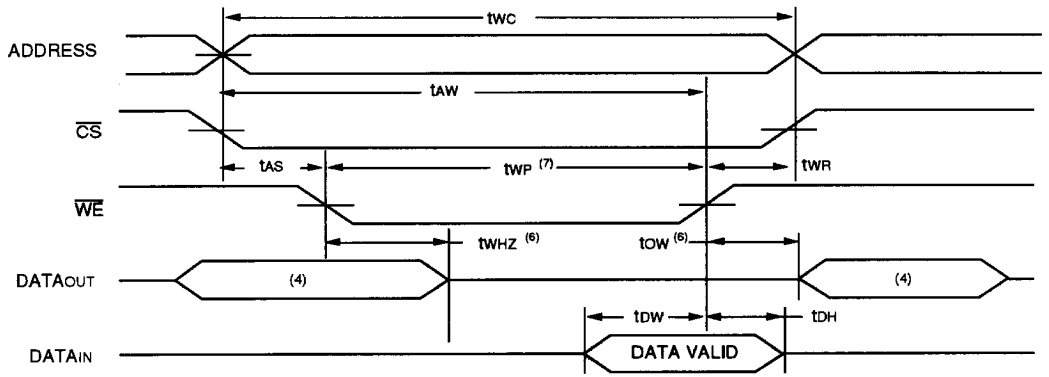 tWC
ADDRESS
tAW
CS
tAS
tWP (7)
tWR
WE
tWHZ (6)
tOW (6)
DATAOUT
(4)
(4)
tDW
tDH
DATAIN
DATA VALID